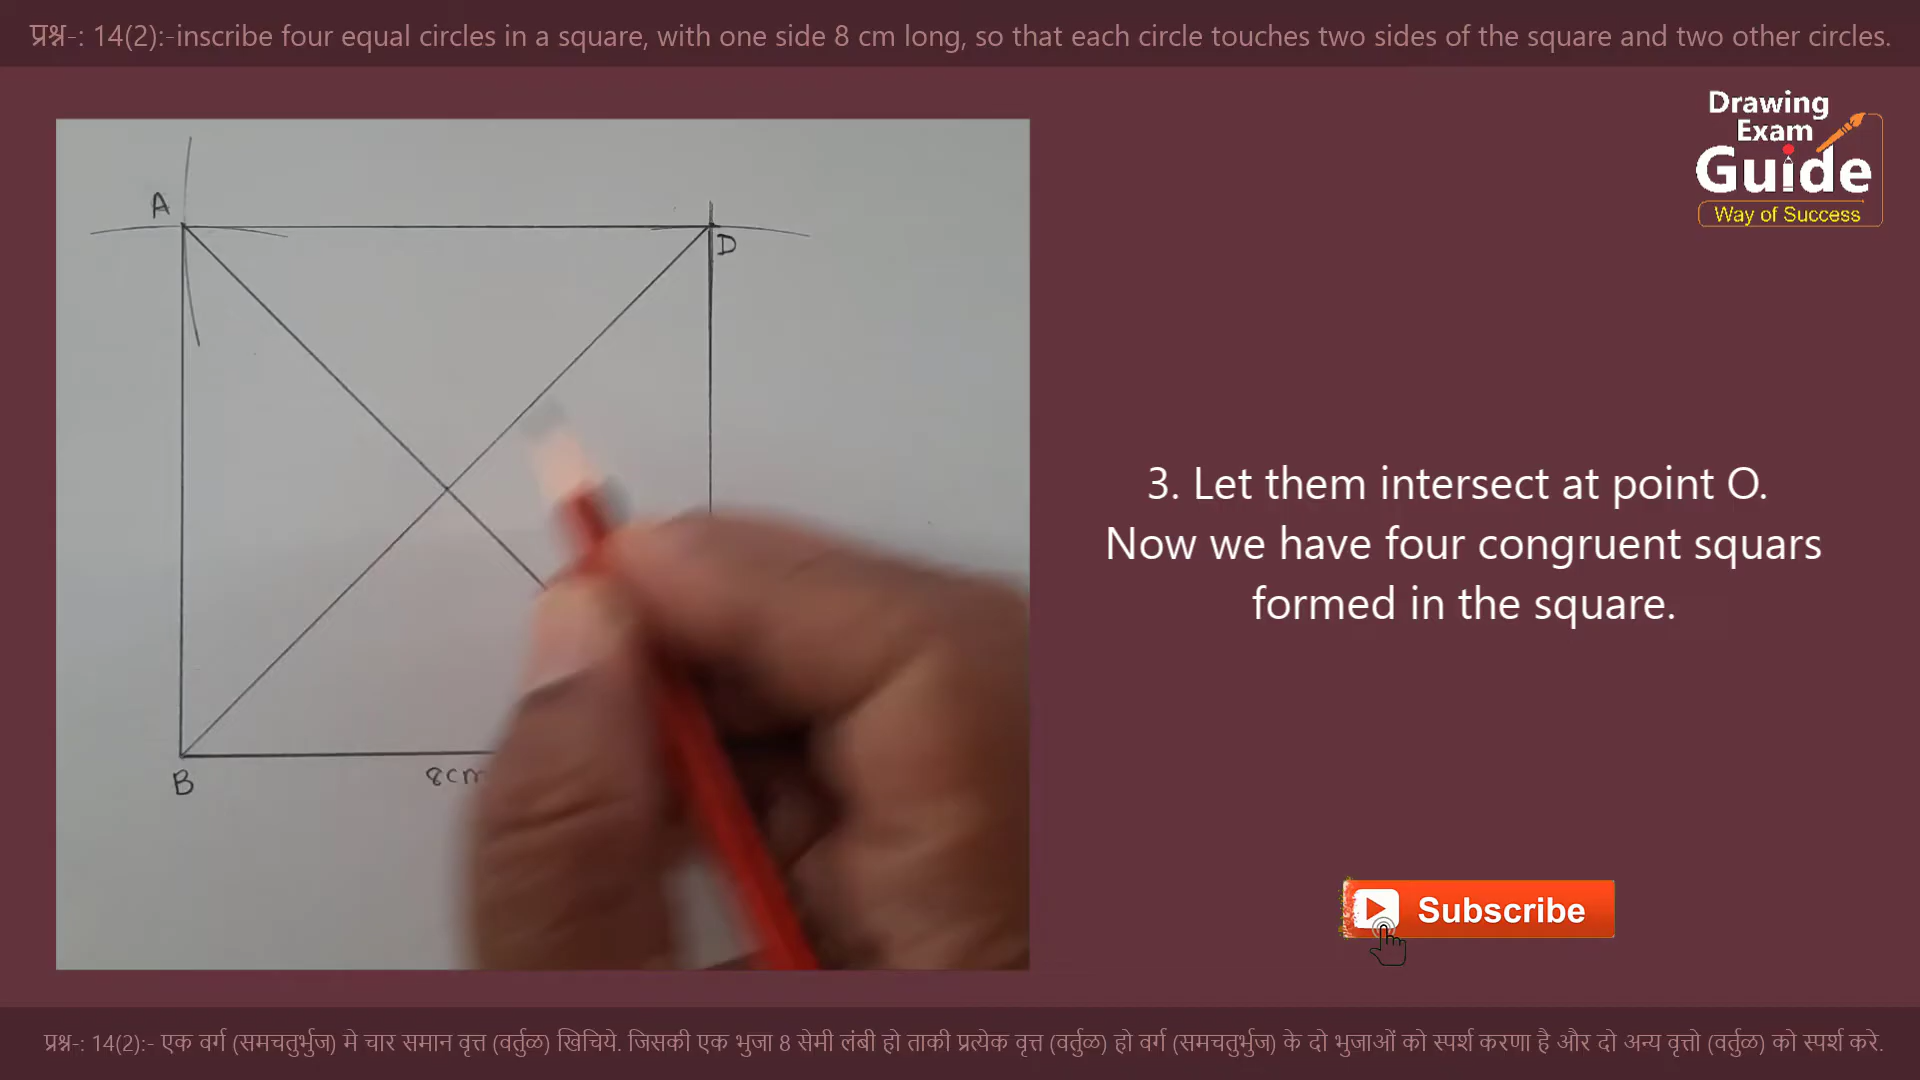 प्रश्न-: 14(2):-inscribe four equal circles in a square, with one side 8 cm long, so that each circle touches two sides of the square and two other circles.
Drawing
Exam
Guide
Way of Success
A
D
3. Let them intersect at point O.
Now we have four congruent squars
formed in the square.
B
8cm
Subscribe
प्रश्न-: 14(2):- एक वर्ग (समचतुर्भुज) मे चार समान वृत्त (वर्तुळ) खिचिये. जिसकी एक भुजा 8 सेमी लंबी हो ताकी प्रत्येक वृत्त (वर्तुळ) हो वर्ग (समचतुर्भुज) के दो भुजाओं को स्पर्श करणा है और दो अन्य वृत्तो (वर्तुळ) को स्पर्श करे.